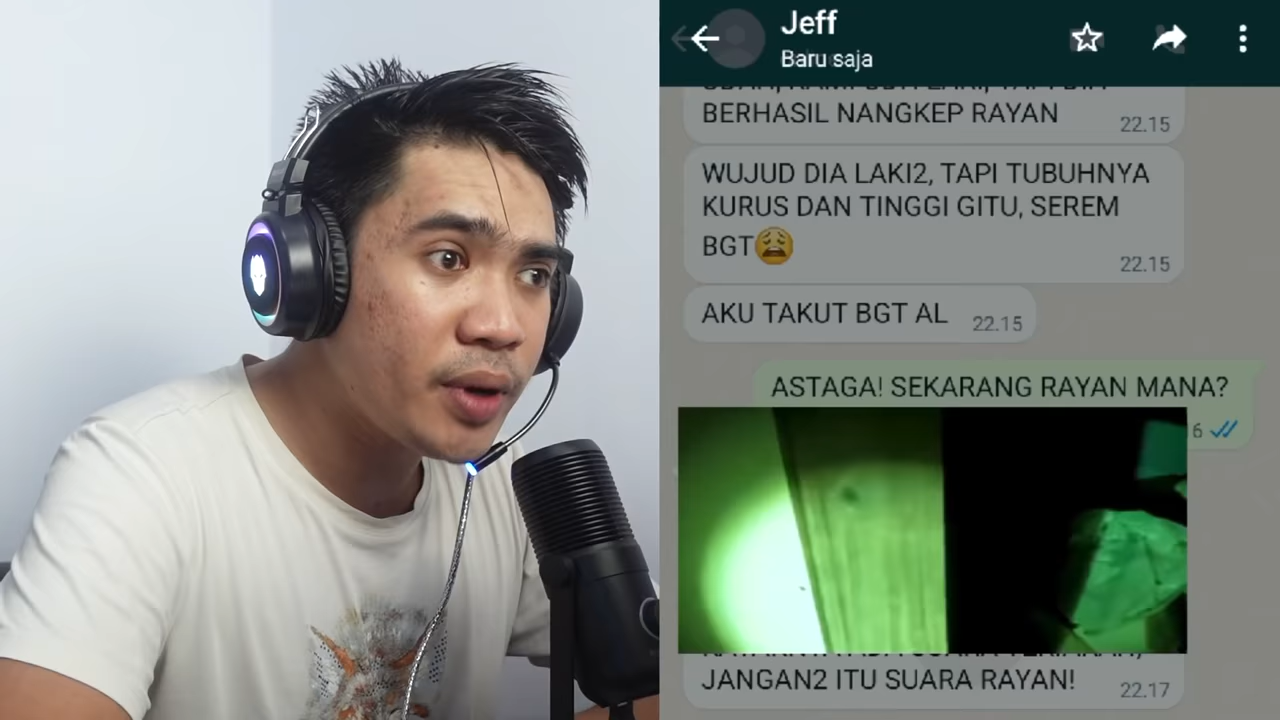 Jeff
Baru saja
BERHASIL NANGKEP RAYAN
22.15
WUJUD DIA LAKI2, TAPI TUBUHNYA
KURUS DAN TINGGI GITU, SEREM
BGT😩
22.15
AKU TAKUT BGT AL
22.15
ASTAGA! SEKARANG RAYAN MANA?
6
JANGAN2 ITU SUARA RAYAN!
22.17